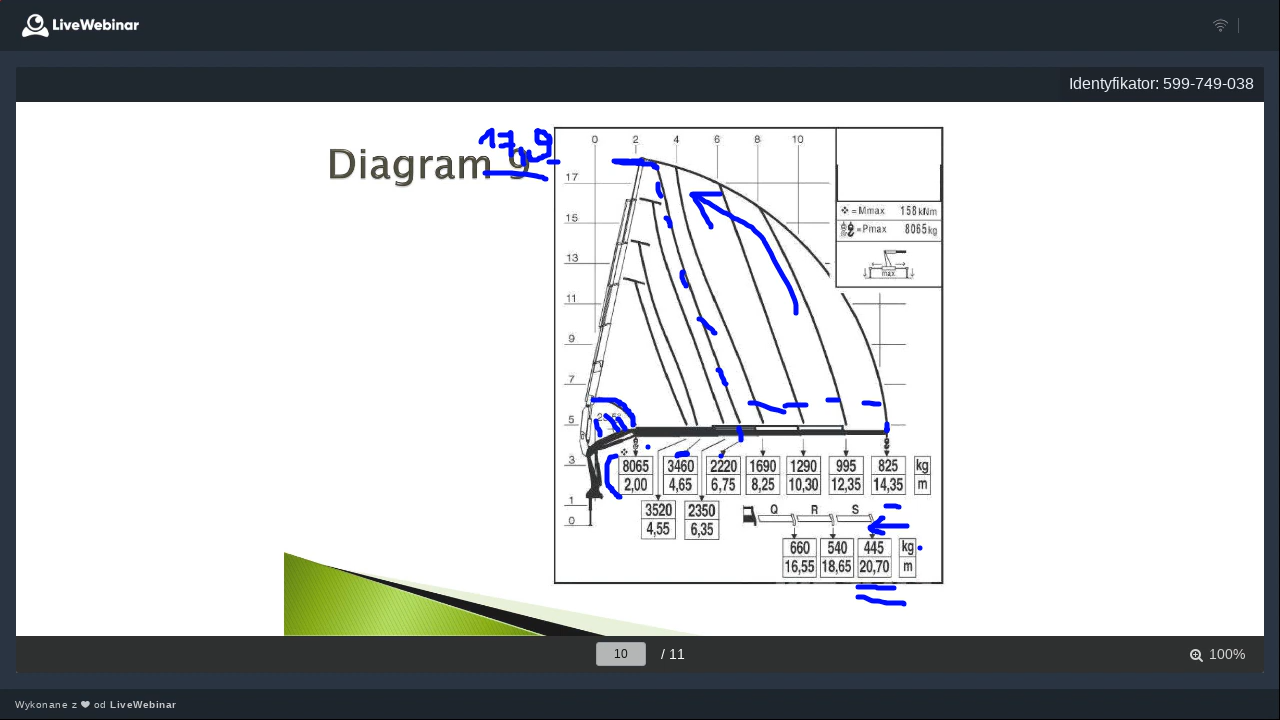 LiveWebinar
Identyfikator: 599-749-038
17,9
Diagram 9
0 2 4 6 8 10
17
15
13
11
9
7
5
3
1
0
= Mmax 158 kNm
= Pmax 8065 kg
max
8065 3460 2220 1690 1290 995 825 kg
2,00 4,65 6,75 8,25 10,30 12,35 14,35 m
3520 2350
4,55 6,35
Q R S
660 540 445 kg
16,55 18,65 20,70 m
10 / 11
100%
Wykonane z ❤ od LiveWebinar